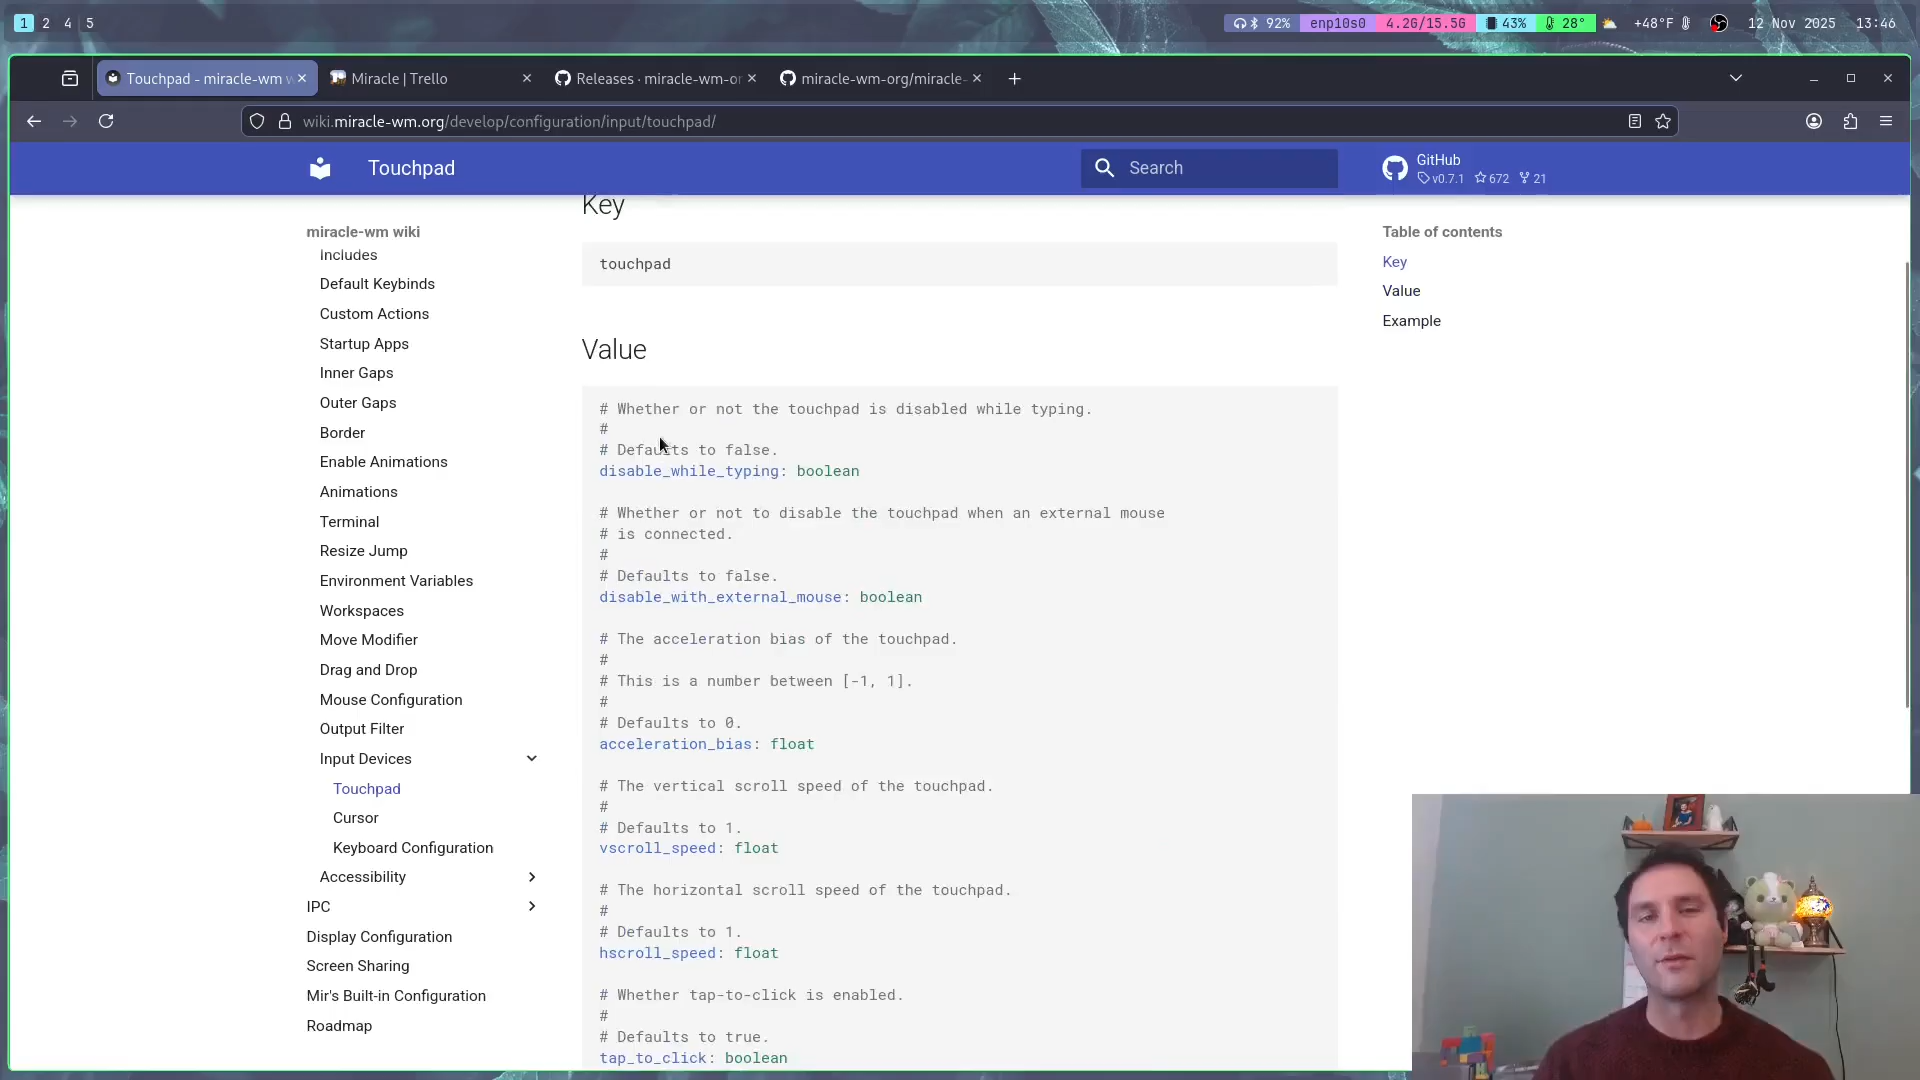 1 2 4 5
92% enp10s0 4.2G/15.5G 43% 28° +48°F 12 Nov 2025 13:46
Touchpad - miracle-wm w
Miracle | Trello
Releases · miracle-wm-or
miracle-wm-org/miracle-
wiki.miracle-wm.org/develop/configuration/input/touchpad/
Touchpad
Search
GitHub
v0.7.1 672 21
miracle-wm wiki
Includes
Default Keybinds
Custom Actions
Startup Apps
Inner Gaps
Outer Gaps
Border
Enable Animations
Animations
Terminal
Resize Jump
Environment Variables
Workspaces
Move Modifier
Drag and Drop
Mouse Configuration
Output Filter
Input Devices
Touchpad
Cursor
Keyboard Configuration
Accessibility
IPC
Display Configuration
Screen Sharing
Mir's Built-in Configuration
Roadmap
Key
touchpad
Value
# Whether or not the touchpad is disabled while typing.
#
# Defaults to false.
disable_while_typing: boolean
# Whether or not to disable the touchpad when an external mouse
# is connected.
#
# Defaults to false.
disable_with_external_mouse: boolean
# The acceleration bias of the touchpad.
#
# This is a number between [-1, 1].
#
# Defaults to 0.
acceleration_bias: float
# The vertical scroll speed of the touchpad.
#
# Defaults to 1.
vscroll_speed: float
# The horizontal scroll speed of the touchpad.
#
# Defaults to 1.
hscroll_speed: float
# Whether tap-to-click is enabled.
#
# Defaults to true.
tap_to_click: boolean
Table of contents
Key
Value
Example